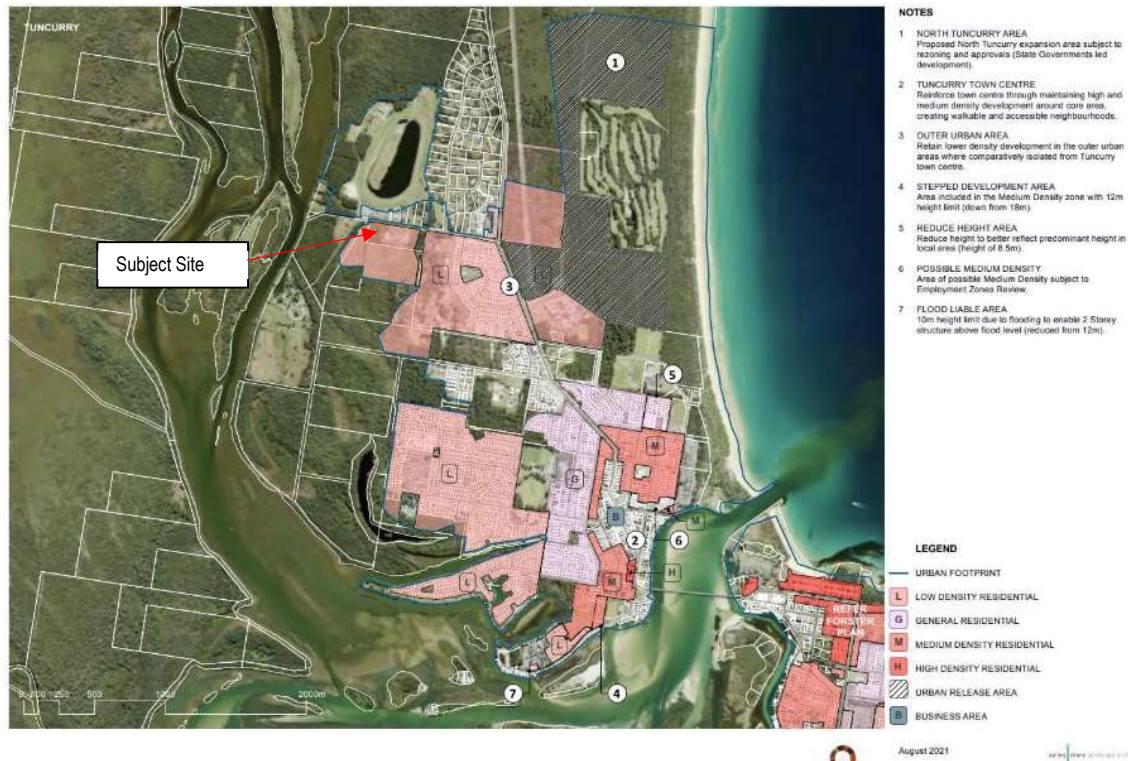 TUNCURRY
1
Subject Site
L
L
3
5
M
L
G
B
M
2
6
L
H
M
L
REFER
FORSTER
PLAN
7
4
0 100 250 500 1000 2000m
NOTES
1 NORTH TUNCURRY AREA
Proposed North Tuncurry expansion area subject to
rezoning and approvals (State Governments led
development).
2 TUNCURRY TOWN CENTRE
Reinforce town centre through maintaining high and
medium density development around core area,
creating walkable and accessible neighbourhoods.
3 OUTER URBAN AREA
Retain lower density development in the outer urban
areas where comparatively isolated from Tuncurry
town centre.
4 STEPPED DEVELOPMENT AREA
Area included in the Medium Density zone with 12m
height limit (down from 18m).
5 REDUCE HEIGHT AREA
Reduce height to better reflect predominant height in
local area (height of 8.5m).
6 POSSIBLE MEDIUM DENSITY
Area of possible Medium Density subject to
Employment Zones Review.
7 FLOOD LIABLE AREA
10m height limit due to flooding to enable 2 Storey
structure above flood level (reduced from 12m).
LEGEND
URBAN FOOTPRINT
L LOW DENSITY RESIDENTIAL
G GENERAL RESIDENTIAL
M MEDIUM DENSITY RESIDENTIAL
H HIGH DENSITY RESIDENTIAL
URBAN RELEASE AREA
B BUSINESS AREA
August 2021